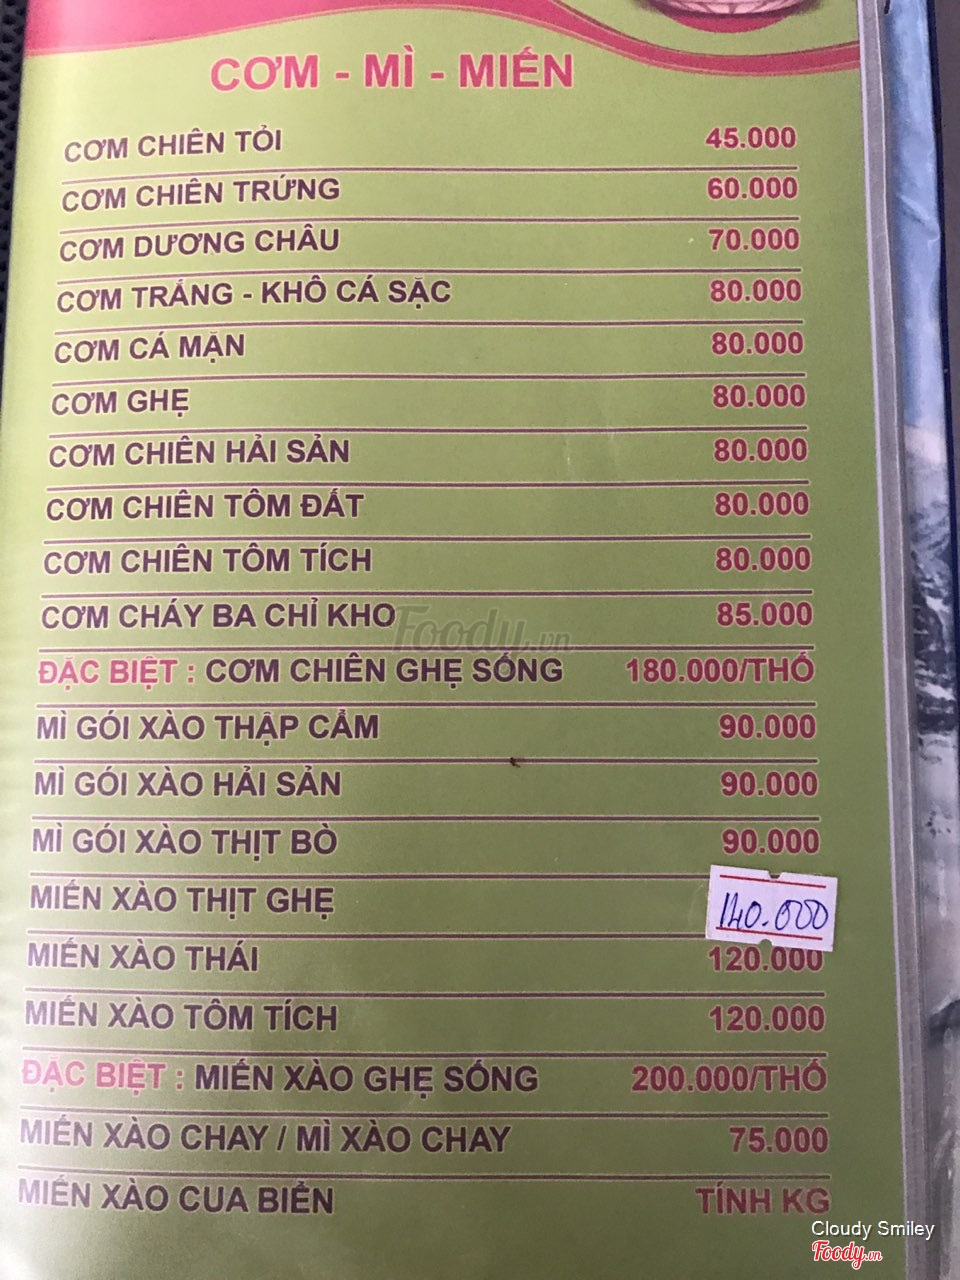 CƠM - MÌ - MIẾN
CƠM CHIÊN TỎI 45.000
CƠM CHIÊN TRỨNG 60.000
CƠM DƯƠNG CHÂU 70.000
CƠM TRẮNG - KHÔ CÁ SẶC 80.000
CƠM CÁ MẶN 80.000
CƠM GHẸ 80.000
CƠM CHIÊN HẢI SẢN 80.000
CƠM CHIÊN TÔM ĐẤT 80.000
CƠM CHIÊN TÔM TÍCH 80.000
CƠM CHÁY BA CHỈ KHO 85.000
Foody.vn
ĐẶC BIỆT : CƠM CHIÊN GHẸ SỐNG 180.000/THỐ
MÌ GÓI XÀO THẬP CẨM 90.000
MÌ GÓI XÀO HẢI SẢN 90.000
MÌ GÓI XÀO THỊT BÒ 90.000
MIẾN XÀO THỊT GHẸ 140.000
MIẾN XÀO THÁI 120.000
MIẾN XÀO TÔM TÍCH 120.000
ĐẶC BIỆT : MIẾN XÀO GHẸ SỐNG 200.000/THỐ
MIẾN XÀO CHAY / MÌ XÀO CHAY 75.000
MIẾN XÀO CUA BIỂN TÍNH KG
Cloudy Smiley
Foody.vn